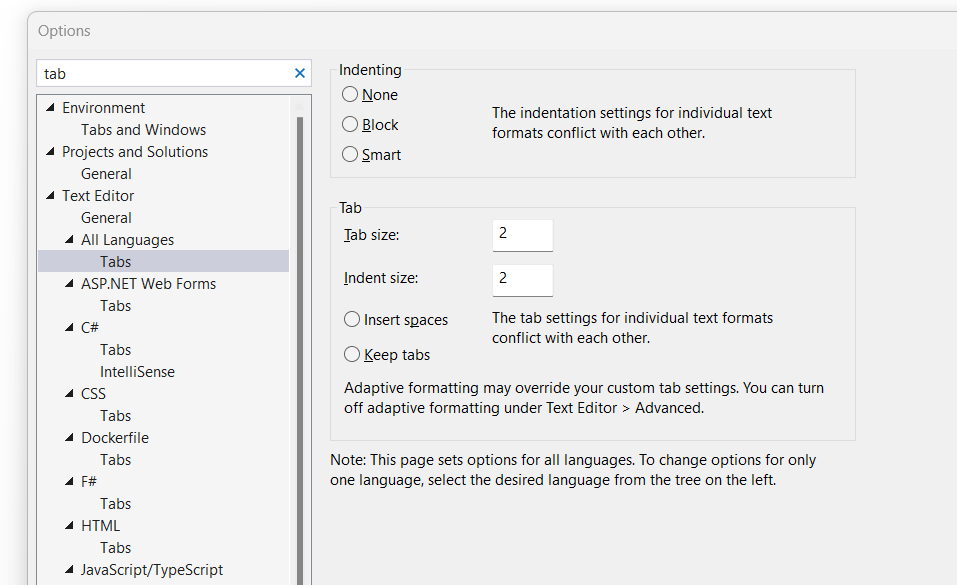 Options
tab
Environment
Tabs and Windows
Projects and Solutions
General
Text Editor
General
All Languages
Tabs
ASP.NET Web Forms
Tabs
C#
Tabs
IntelliSense
CSS
Tabs
Dockerfile
Tabs
F#
Tabs
HTML
Tabs
JavaScript/TypeScript
Indenting
None
Block
Smart
The indentation settings for individual text
formats conflict with each other.
Tab
Tab size:
2
Indent size:
2
Insert spaces
Keep tabs
The tab settings for individual text formats
conflict with each other.
Adaptive formatting may override your custom tab settings. You can turn
off adaptive formatting under Text Editor > Advanced.
Note: This page sets options for all languages. To change options for only
one language, select the desired language from the tree on the left.